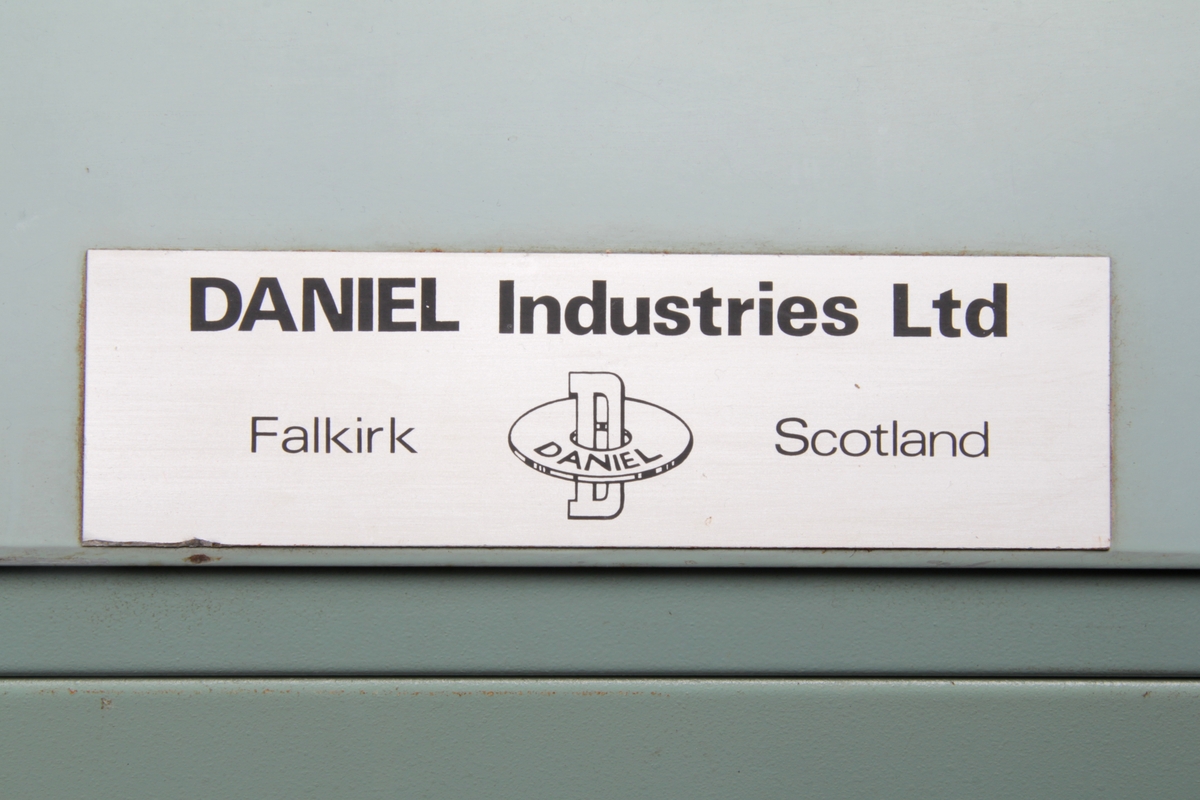 DANIEL Industries Ltd
Falkirk Scotland
D
DANIEL